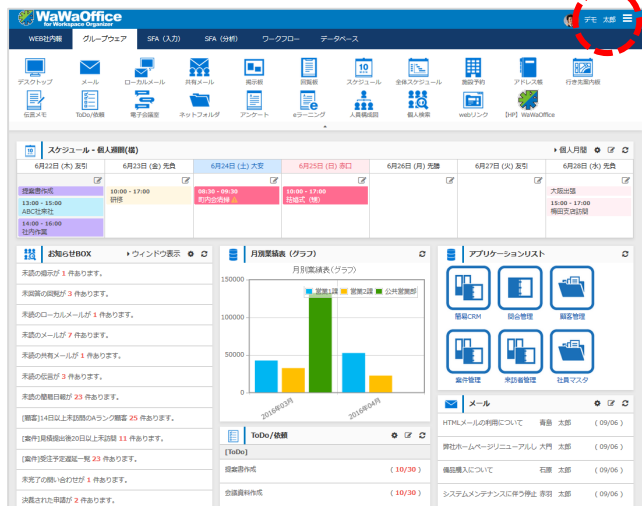 WaWaOffice
for Workspace Organizer
デモ 太郎
WEB社内報 グループウェア SFA（入力） SFA（分析） ワークフロー データベース
デスクトップ メール ローカルメール 共有メール 掲示板 回覧板 スケジュール 全体スケジュール 施設予約 アドレス帳 行き先案内板
伝言メモ ToDo/依頼 電子会議室 ネットフォルダ アンケート eラーニング 人員構成図 個人検索 webリンク 【HP】WaWaOffice
スケジュール - 個人週間(横) 個人月間
6月22日 (木) 友引 6月23日 (金) 先負 6月24日 (土) 大安 6月25日 (日) 赤口 6月26日 (月) 先勝 6月27日 (火) 友引 6月28日 (水) 先負
提案書作成 10:00 - 17:00 08:30 - 09:30 10:00 - 17:00 大阪出張
研修 町内会清掃 結婚式（姪）
13:00 - 15:00 15:00 - 17:00
ABC社来社 梅田支店訪問
14:00 - 16:00
社内作業
お知らせBOX ウィンドウ表示
未読の掲示が 1 件あります。
未回答の回覧が 3 件あります。
未読のローカルメールが 1 件あります。
未読のメールが 7 件あります。
未読の共有メールが 1 件あります。
未読の伝言が 3 件あります。
未読の簡易日報が 23 件あります。
[顧客]14日以上未訪問のAランク顧客 25 件あります。
[案件]見積提出後20日以上未訪問 11 件あります。
[案件]受注予定遅延一覧 23 件あります。
未完了の問い合わせが 1 件あります。
決裁された申請が 2 件あります。
月別業績表（グラフ）
月別業績表（グラフ）
150000
営業1課 営業2課 公共営業部
100000
50000
0
2016年03月 2016年04月
ToDo/依頼
[ToDo]
提案書作成 （10/30）
会議資料作成 （10/30）
アプリケーションリスト
簡易CRM 問合管理 顧客管理
案件管理 来訪者管理 社員マスタ
メール
HTMLメールの利用について 青島 太郎 （09/06）
弊社ホームページリニューアルし 大門 太郎 （09/06）
備品購入について 石原 太郎 （09/06）
システムメンテナンスに伴う停止 赤羽 太郎 （09/06）